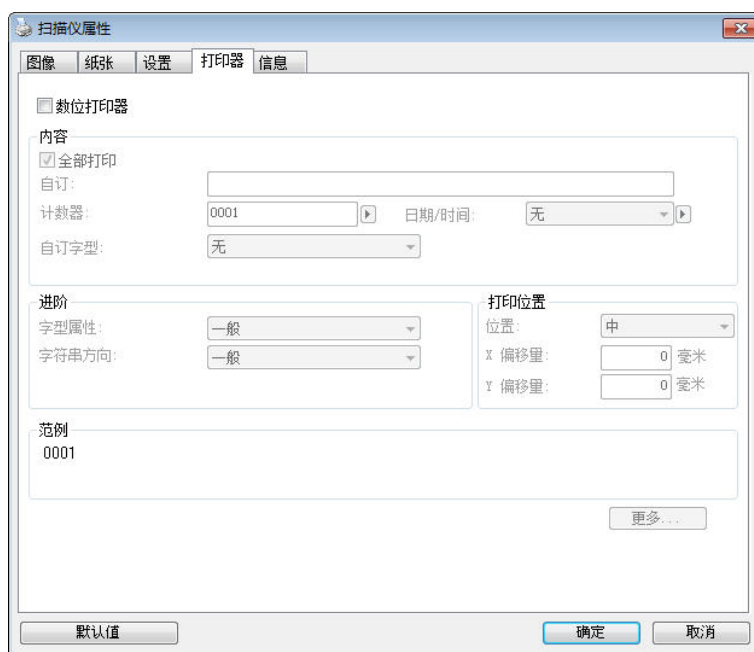 扫描仪属性
图像 纸张 设置 打印器 信息
数位打印器
内容
全部打印
自订:
计数器: 0001 日期/时间: 无
自订字型: 无
进阶
字型属性: 一般
字符串方向: 一般
打印位置
位置: 中
X 偏移量: 0 毫米
Y 偏移量: 0 毫米
范例
0001
更多...
默认值 确定 取消